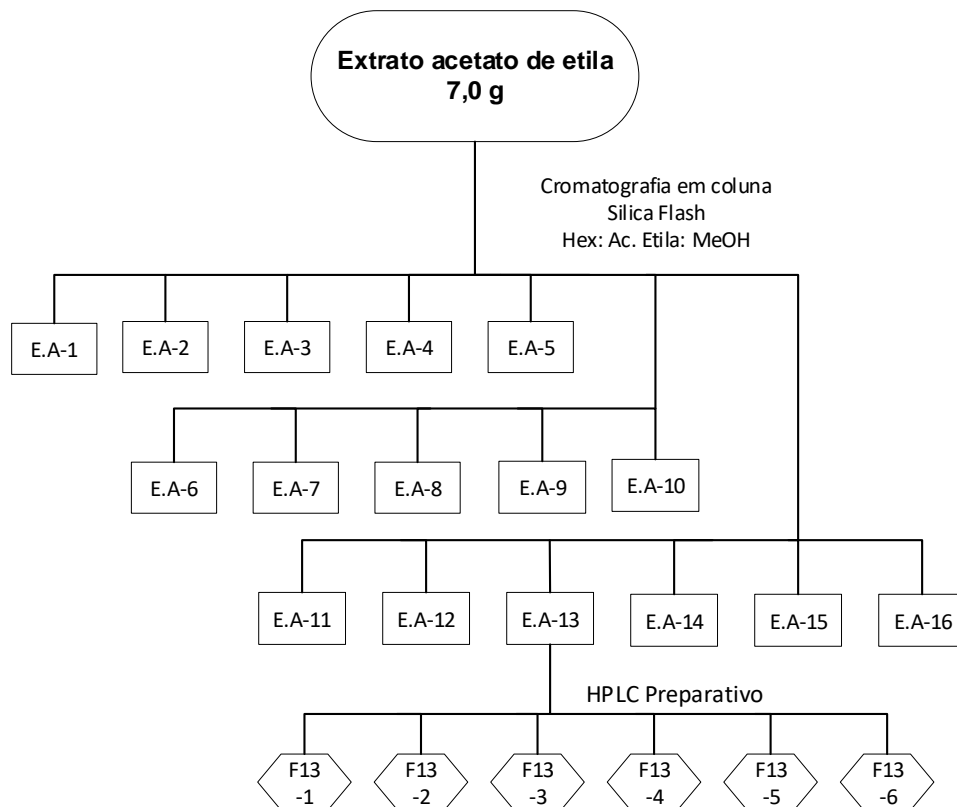 Extrato acetato de etila
7,0 g
Cromatografia em coluna
Silica Flash
Hex: Ac. Etila: MeOH
E.A-1
E.A-2
E.A-3
E.A-4
E.A-5
E.A-6
E.A-7
E.A-8
E.A-9
E.A-10
E.A-11
E.A-12
E.A-13
E.A-14
E.A-15
E.A-16
HPLC Preparativo
F13
-1
F13
-2
F13
-3
F13
-4
F13
-5
F13
-6